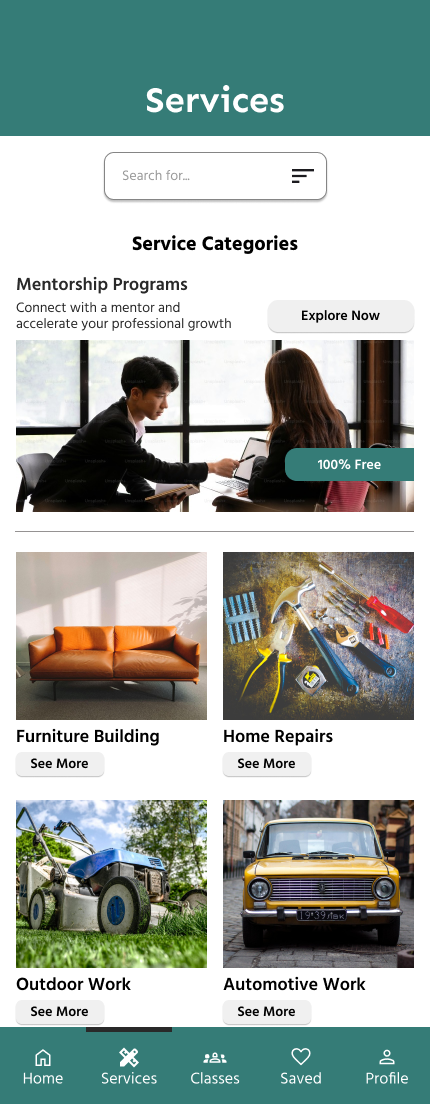 Services
Search for...
Service Categories
Mentorship Programs
Connect with a mentor and
accelerate your professional growth
Explore Now
100% Free
Furniture Building
See More
Home Repairs
See More
Outdoor Work
See More
Automotive Work
See More
Home
Services
Classes
Saved
Profile